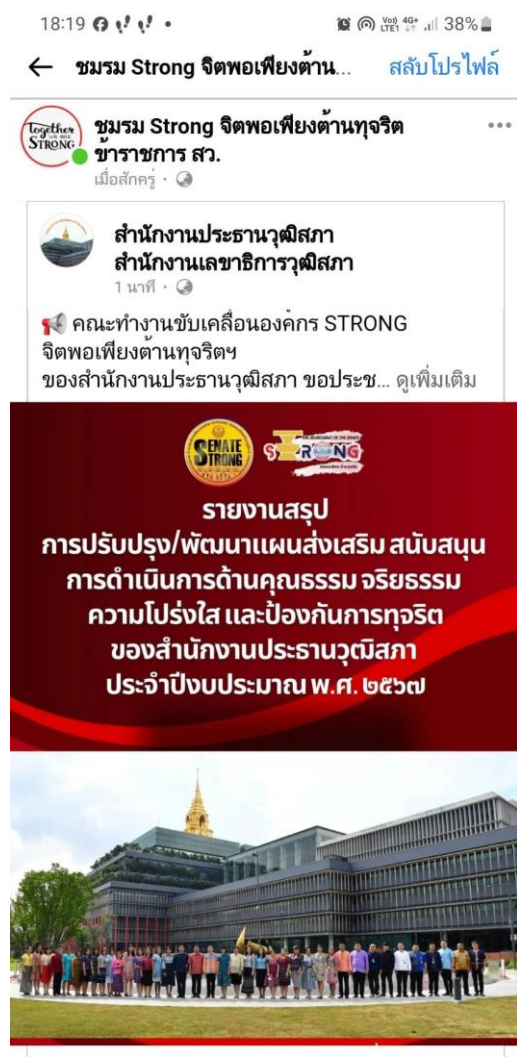 18:19
VoI) 4G+
LTE1 38%
ชมรม Strong จิตพอเพียงต้าน... สลับโปรไฟล์
Together
WE ARE
STRONG
ชมรม Strong จิตพอเพียงต้านทุจริต
ข้าราชการ สว.
เมื่อสักครู่ ·
สำนักงานประธานวุฒิสภา
สำนักงานเลขาธิการวุฒิสภา
1 นาที ·
คณะทำงานขับเคลื่อนองค์กร STRONG
จิตพอเพียงต้านทุจริตฯ
ของสำนักงานประธานวุฒิสภา ขอประช... ดูเพิ่มเติม
SENATE
STRONG
THE SECRETARIAT OF THE SENATE
STRONG
รายงานสรุป
การปรับปรุง/พัฒนาแผนส่งเสริม สนับสนุน
การดำเนินการด้านคุณธรรม จริยธรรม
ความโปร่งใส และป้องกันการทุจริต
ของสำนักงานประธานวุฒิสภา
ประจำปีงบประมาณ พ.ศ. ๒๕๖๗